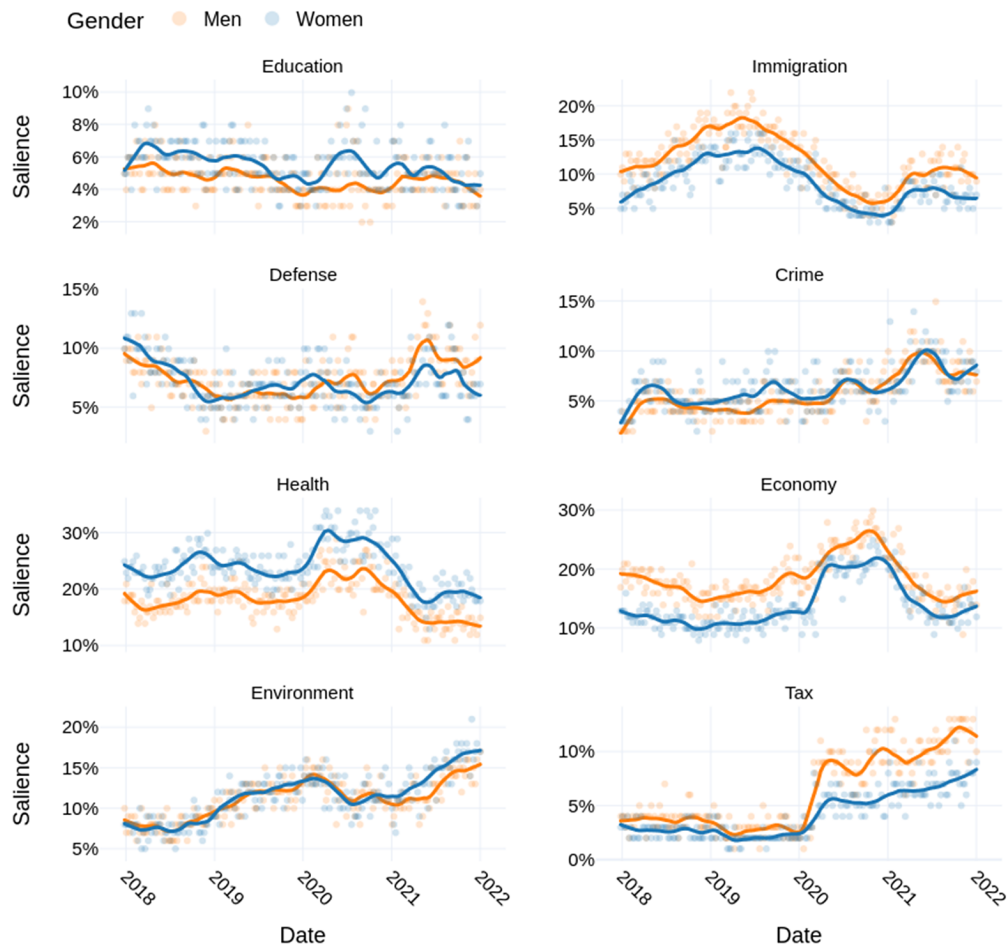 Gender Men Women
Education Immigration
Salience
10%
8%
6%
4%
2%
20%
15%
10%
5%
Defense Crime
Salience
15%
10%
5%
15%
10%
5%
Health Economy
Salience
30%
20%
10%
30%
20%
10%
Environment Tax
Salience
20%
15%
10%
5%
10%
5%
0%
2018 2019 2020 2021 2022 2018 2019 2020 2021 2022
Date Date